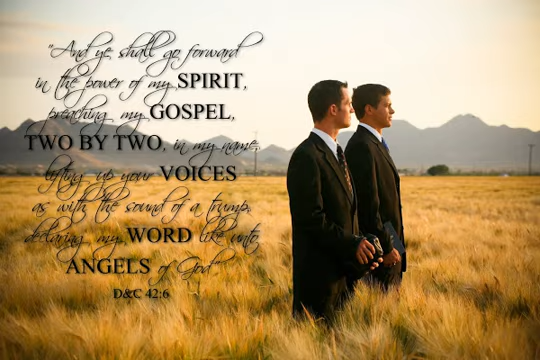 "And ye shall go forward
in the power of my SPIRIT,
preaching my GOSPEL,
TWO BY TWO, in my name,
lifting up your VOICES
as with the sound of a trump,
declaring my WORD like unto
ANGELS of God"
D&C 42:6